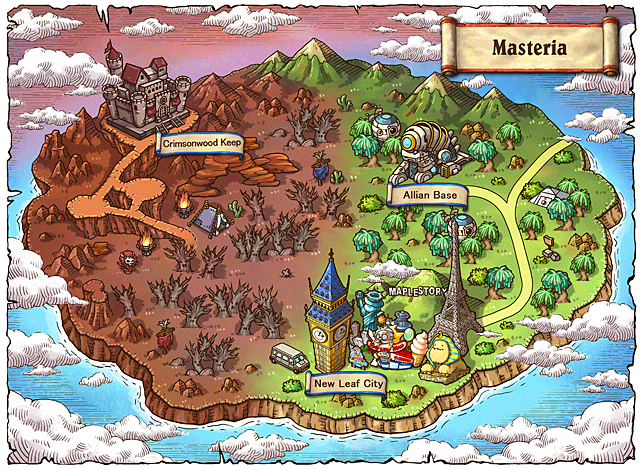 Masteria
Crimsonwood Keep
Allian Base
MAPLESTORY
New Leaf City